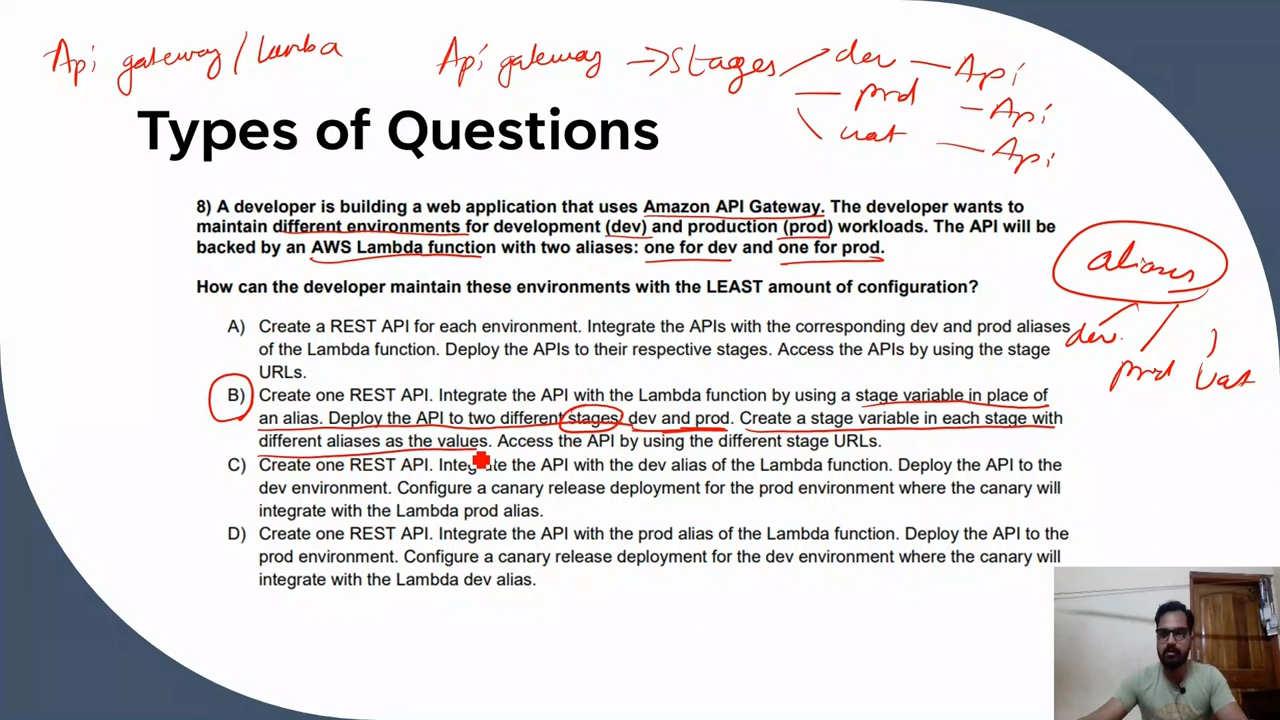 Api gateway / lamba
Api gateway → stages
dev — Api
prod — Api
uat — Api
Types of Questions
8) A developer is building a web application that uses Amazon API Gateway. The developer wants to
maintain different environments for development (dev) and production (prod) workloads. The API will be
backed by an AWS Lambda function with two aliases: one for dev and one for prod.
How can the developer maintain these environments with the LEAST amount of configuration?
A) Create a REST API for each environment. Integrate the APIs with the corresponding dev and prod aliases
of the Lambda function. Deploy the APIs to their respective stages. Access the APIs by using the stage
URLs.
B) Create one REST API. Integrate the API with the Lambda function by using a stage variable in place of
an alias. Deploy the API to two different stages dev and prod. Create a stage variable in each stage with
different aliases as the values. Access the API by using the different stage URLs.
C) Create one REST API. Integrate the API with the dev alias of the Lambda function. Deploy the API to the
dev environment. Configure a canary release deployment for the prod environment where the canary will
integrate with the Lambda prod alias.
D) Create one REST API. Integrate the API with the prod alias of the Lambda function. Deploy the API to the
prod environment. Configure a canary release deployment for the dev environment where the canary will
integrate with the Lambda dev alias.
aliases
dev.
prod uat